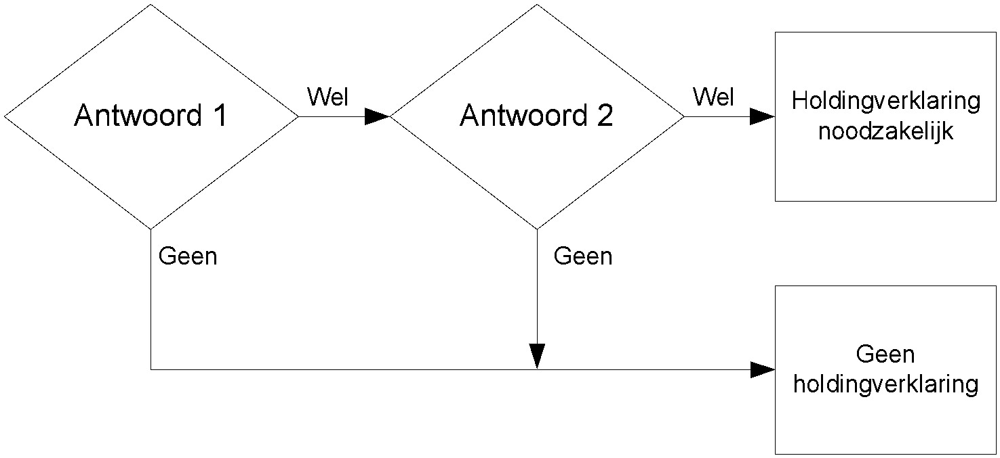 Antwoord 1
Wel
Antwoord 2
Wel
Holdingverklaring
noodzakelijk
Geen
Geen
Geen
holdingverklaring